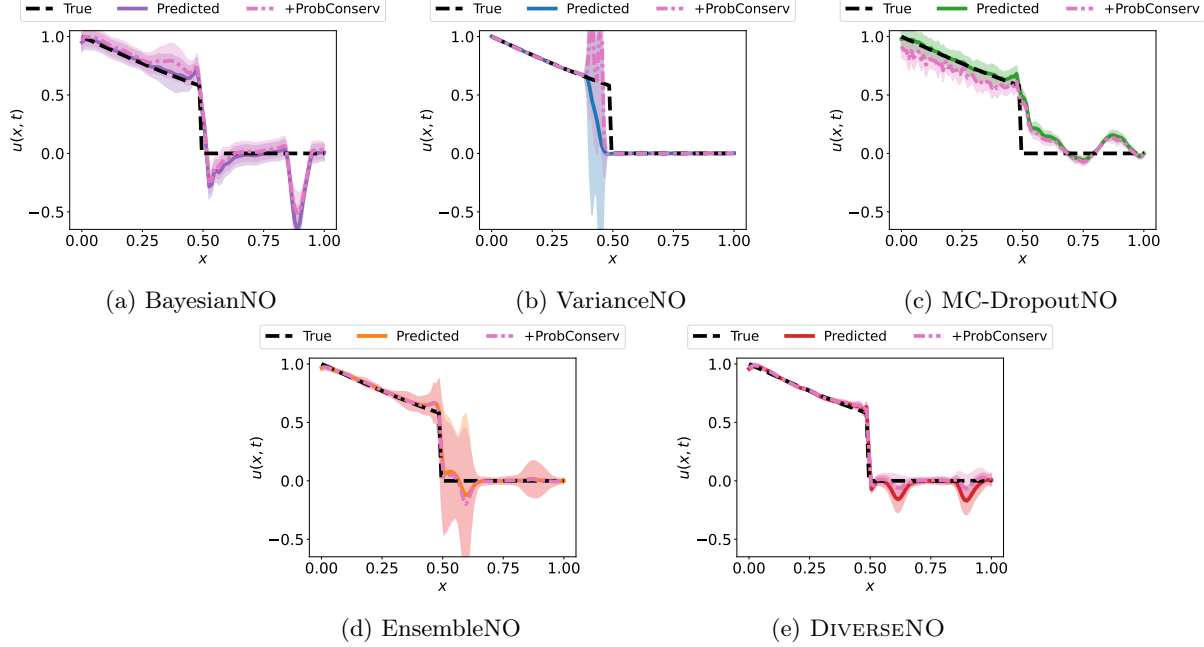 True Predicted +ProbConserv
True Predicted +ProbConserv
True Predicted +ProbConserv
1.0
0.5
0.0
−0.5
u(x, t)
0.00 0.25 0.50 0.75 1.00
x
1.0
0.5
0.0
−0.5
u(x, t)
0.00 0.25 0.50 0.75 1.00
x
1.0
0.5
0.0
−0.5
u(x, t)
0.00 0.25 0.50 0.75 1.00
x
(a) BayesianNO
(b) VarianceNO
(c) MC-DropoutNO
True Predicted +ProbConserv
True Predicted +ProbConserv
1.0
0.5
0.0
−0.5
u(x, t)
0.00 0.25 0.50 0.75 1.00
x
1.0
0.5
0.0
−0.5
u(x, t)
0.00 0.25 0.50 0.75 1.00
x
(d) EnsembleNO
(e) DIVERSENO